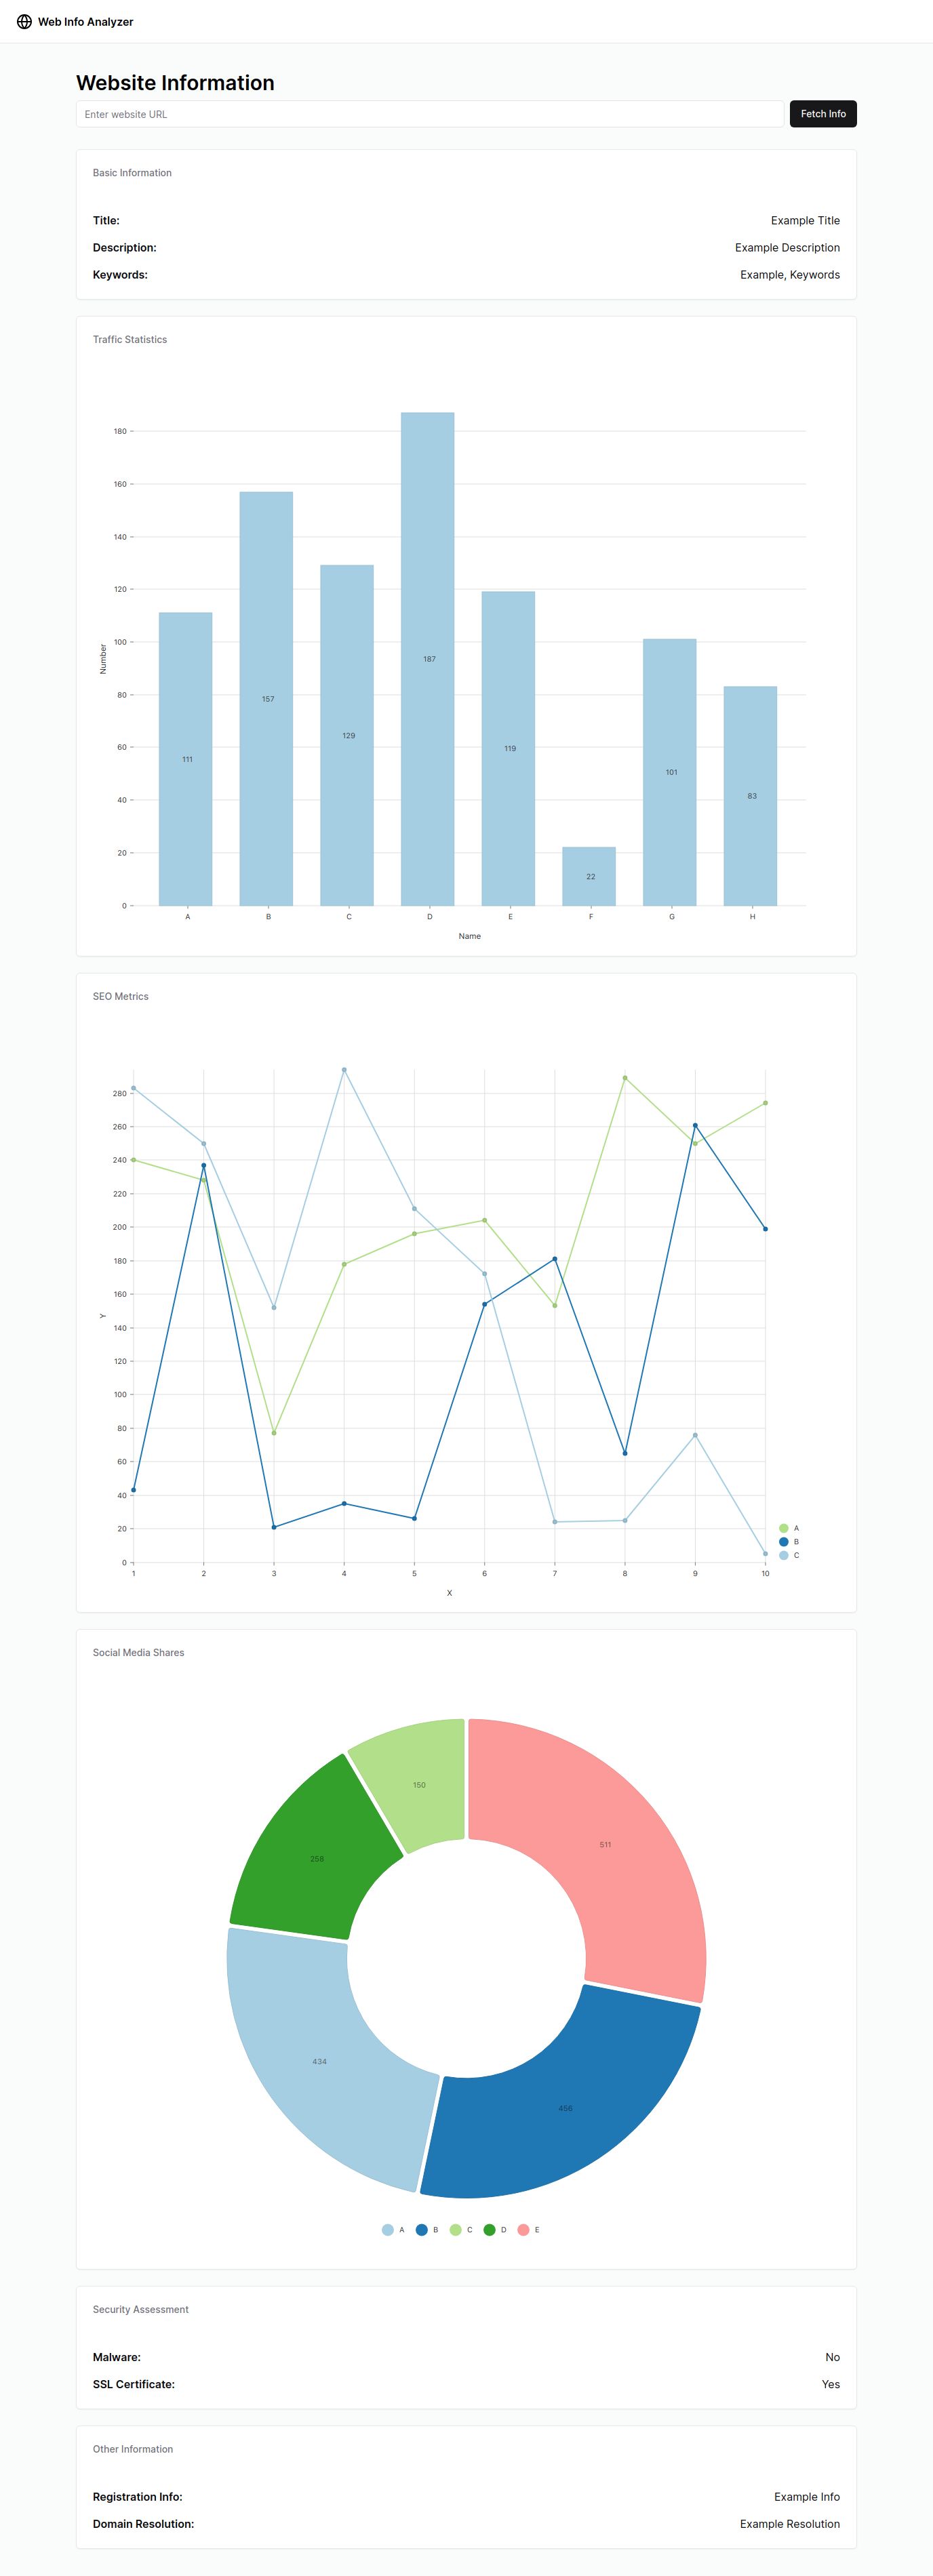 Web Info Analyzer
Website Information
Enter website URL
Fetch Info
Basic Information
Title: Example Title
Description: Example Description
Keywords: Example, Keywords
Traffic Statistics
180
160
140
120
100
80
60
40
20
0
Number
111
157
129
187
119
22
101
83
A B C D E F G H
Name
SEO Metrics
280
260
240
220
200
180
160
140
120
100
80
60
40
20
0
Y
A
B
C
1 2 3 4 5 6 7 8 9 10
X
Social Media Shares
150
511
258
434
456
A B C D E
Security Assessment
Malware: No
SSL Certificate: Yes
Other Information
Registration Info: Example Info
Domain Resolution: Example Resolution